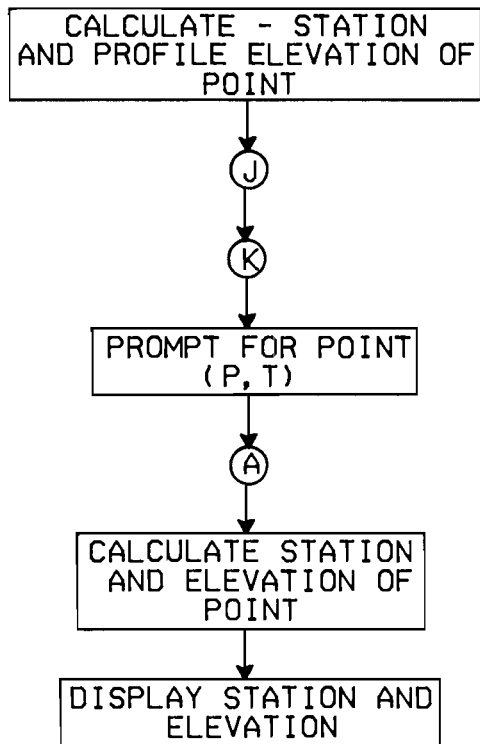 CALCULATE - STATION
AND PROFILE ELEVATION OF
POINT
J
K
PROMPT FOR POINT
(P,T)
A
CALCULATE STATION
AND ELEVATION OF
POINT
DISPLAY STATION AND
ELEVATION